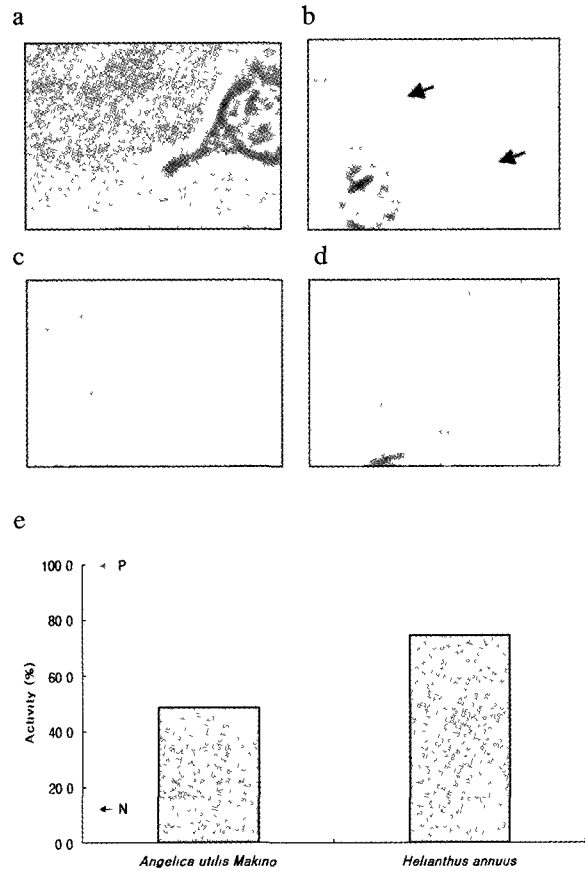 a
b
c
d
e
100 0
P
80 0
60 0
40 0
20 0
N
0 0
Activity (%)
Angelica utilis Makino
Helianthus annuus